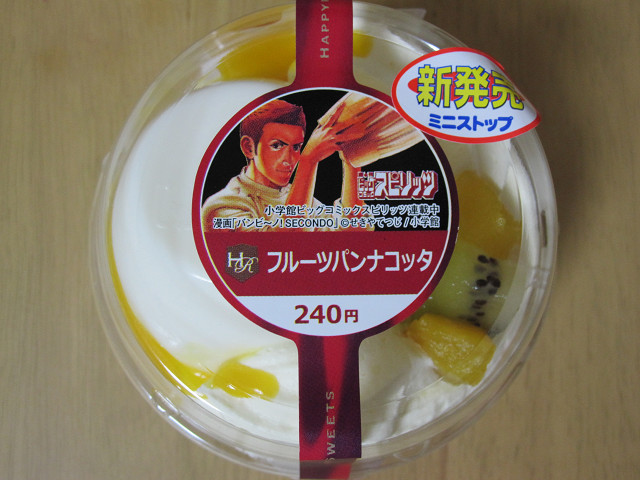 HAPPY
新発売
ミニストップ
スピリッツ
小学館ビッグコミックスピリッツ連載中
漫画「バンビ〜ノ! SECONDO」©せきやてつじ/小学館
HR
フルーツパンナコッタ
240円
SWEETS